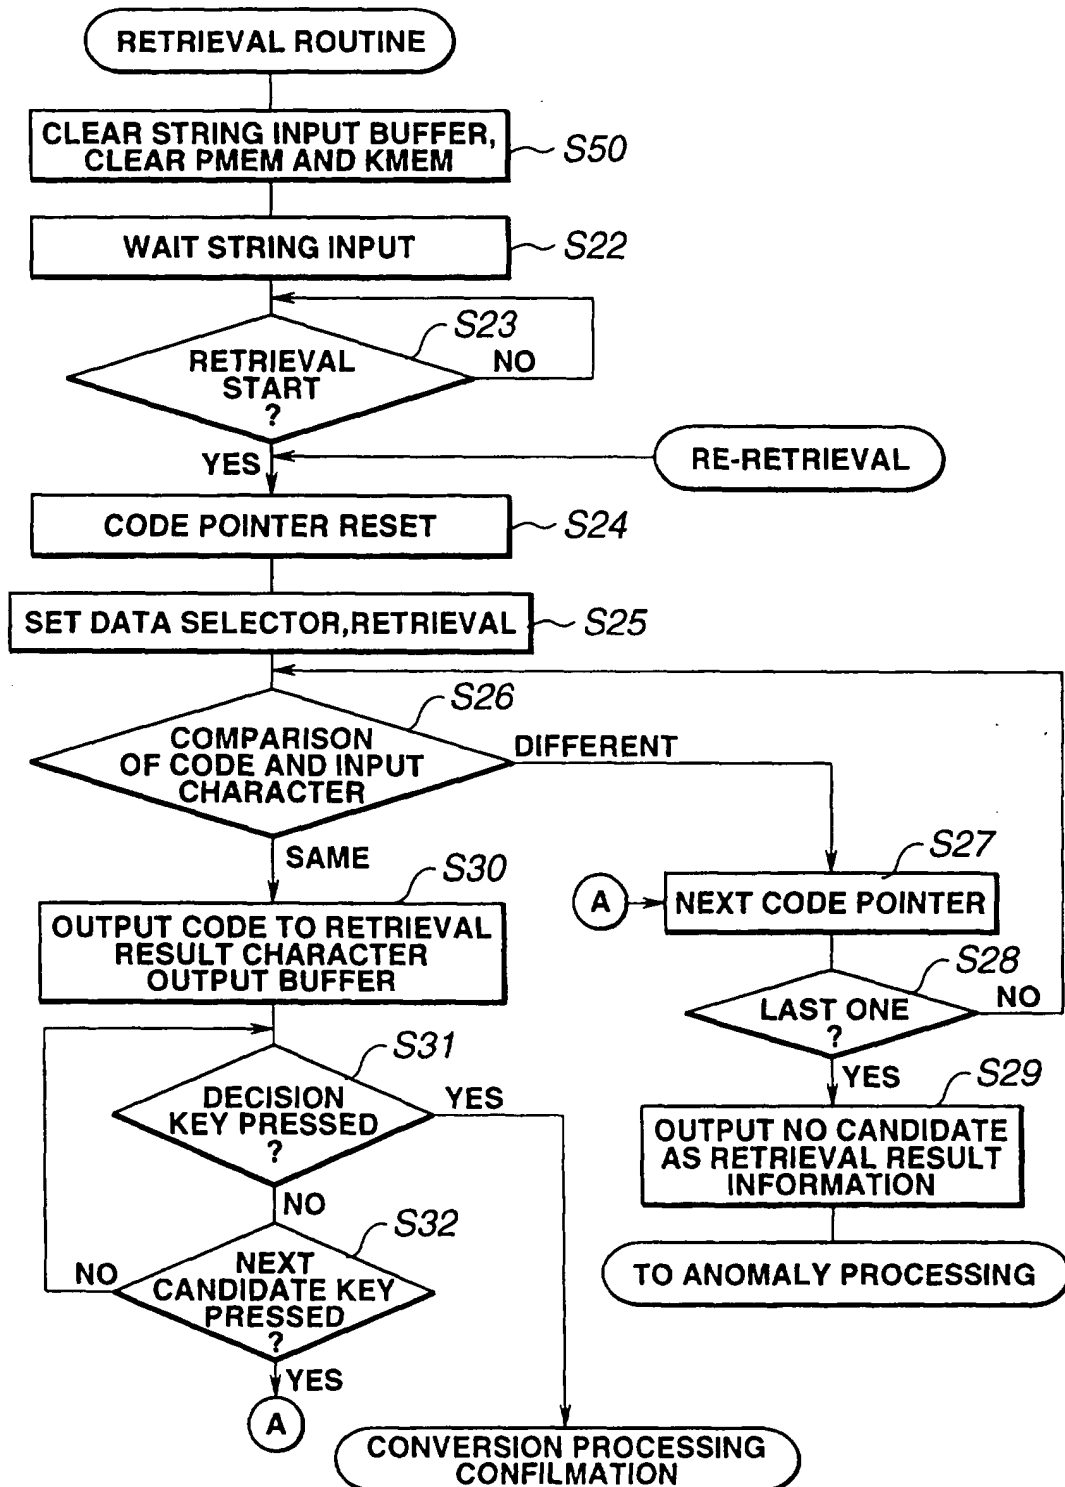 RETRIEVAL ROUTINE
CLEAR STRING INPUT BUFFER,
CLEAR PMEM AND KMEM
S50
WAIT STRING INPUT
S22
S23
RETRIEVAL
START
?
NO
YES
RE-RETRIEVAL
CODE POINTER RESET
S24
SET DATA SELECTOR,RETRIEVAL
S25
S26
COMPARISON
OF CODE AND INPUT
CHARACTER
DIFFERENT
SAME
S27
A
NEXT CODE POINTER
S30
OUTPUT CODE TO RETRIEVAL
RESULT CHARACTER
OUTPUT BUFFER
S28
LAST ONE
?
NO
YES
S29
OUTPUT NO CANDIDATE
AS RETRIEVAL RESULT
INFORMATION
TO ANOMALY PROCESSING
S31
DECISION
KEY PRESSED
?
YES
NO
S32
NEXT
CANDIDATE KEY
PRESSED
?
NO
YES
A
CONVERSION PROCESSING
CONFILMATION